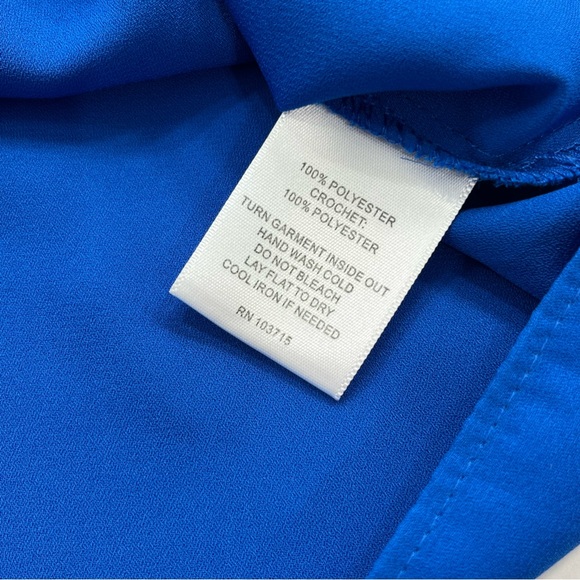 100% POLYESTER
CROCHET:
100% POLYESTER
TURN GARMENT INSIDE OUT
HAND WASH COLD
DO NOT BLEACH
LAY FLAT TO DRY
COOL IRON IF NEEDED
RN 103715